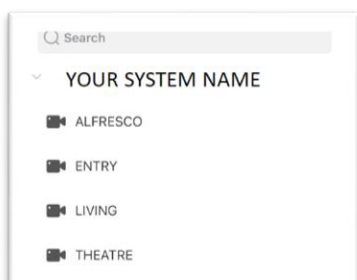 Search
YOUR SYSTEM NAME
ALFRESCO
ENTRY
LIVING
THEATRE